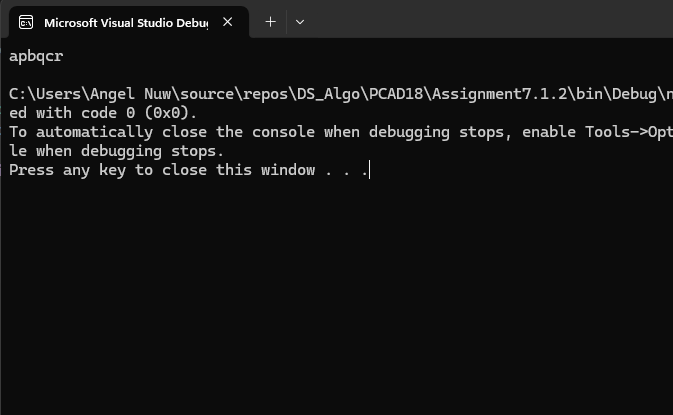 Microsoft Visual Studio Debug
apbqcr
C:\Users\Angel Nuw\source\repos\DS_Algo\PCAD18\Assignment7.1.2\bin\Debug\n
ed with code 0 (0x0).
To automatically close the console when debugging stops, enable Tools->Opt
le when debugging stops.
Press any key to close this window . . .